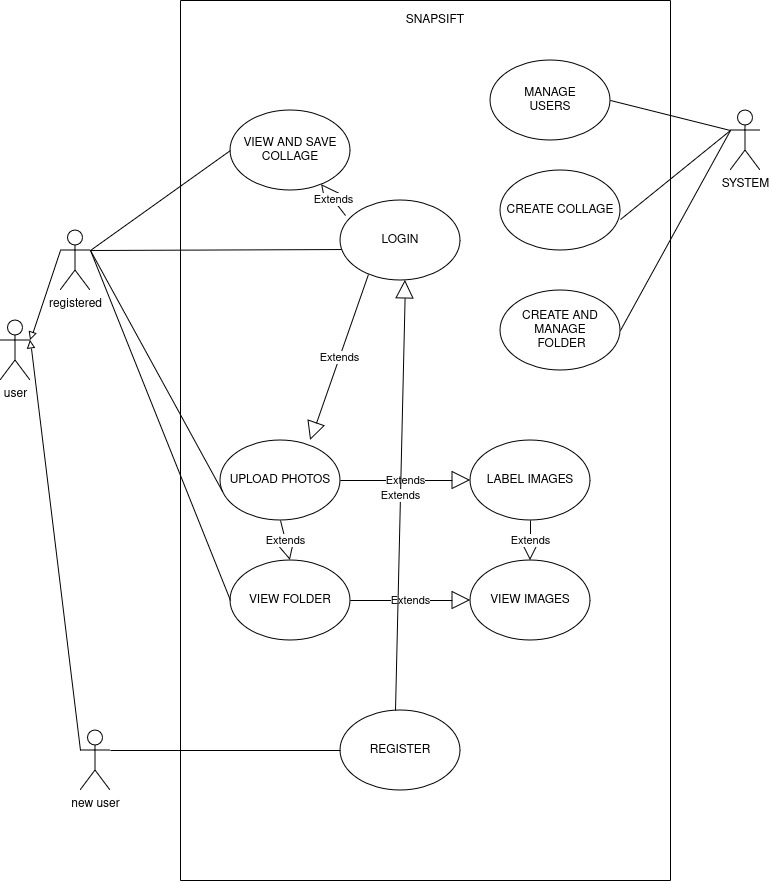 SNAPSIFT
MANAGE
USERS
VIEW AND SAVE
COLLAGE
SYSTEM
Extends
CREATE COLLAGE
LOGIN
registered
CREATE AND
MANAGE
FOLDER
Extends
user
UPLOAD PHOTOS
Extends
LABEL IMAGES
Extends
Extends
Extends
VIEW FOLDER
Extends
VIEW IMAGES
REGISTER
new user